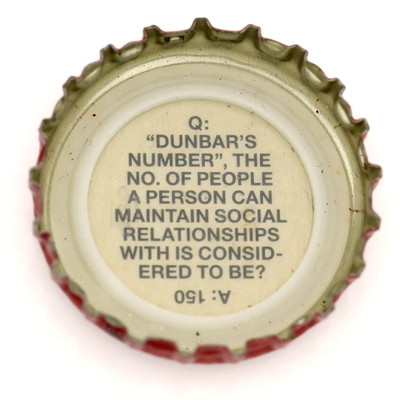 Q:
“DUNBAR’S
NUMBER”, THE
NO. OF PEOPLE
A PERSON CAN
MAINTAIN SOCIAL
RELATIONSHIPS
WITH IS CONSID-
ERED TO BE?
A: 150